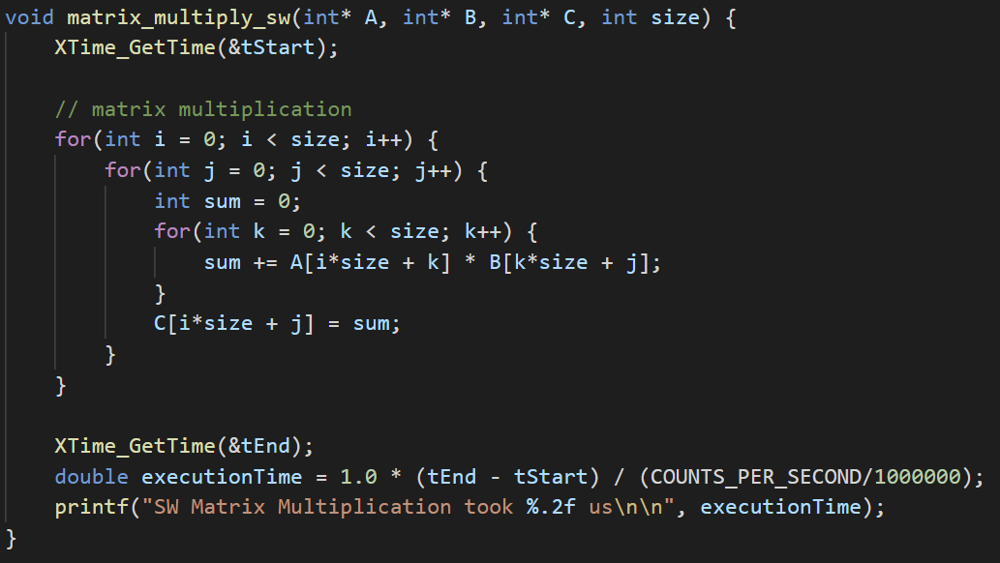 void matrix_multiply_sw(int* A, int* B, int* C, int size) {
    XTime_GetTime(&tStart);

    // matrix multiplication
    for(int i = 0; i < size; i++) {
        for(int j = 0; j < size; j++) {
            int sum = 0;
            for(int k = 0; k < size; k++) {
                sum += A[i*size + k] * B[k*size + j];
            }
            C[i*size + j] = sum;
        }
    }

    XTime_GetTime(&tEnd);
    double executionTime = 1.0 * (tEnd - tStart) / (COUNTS_PER_SECOND/1000000);
    printf("SW Matrix Multiplication took %.2f us\n\n", executionTime);
}